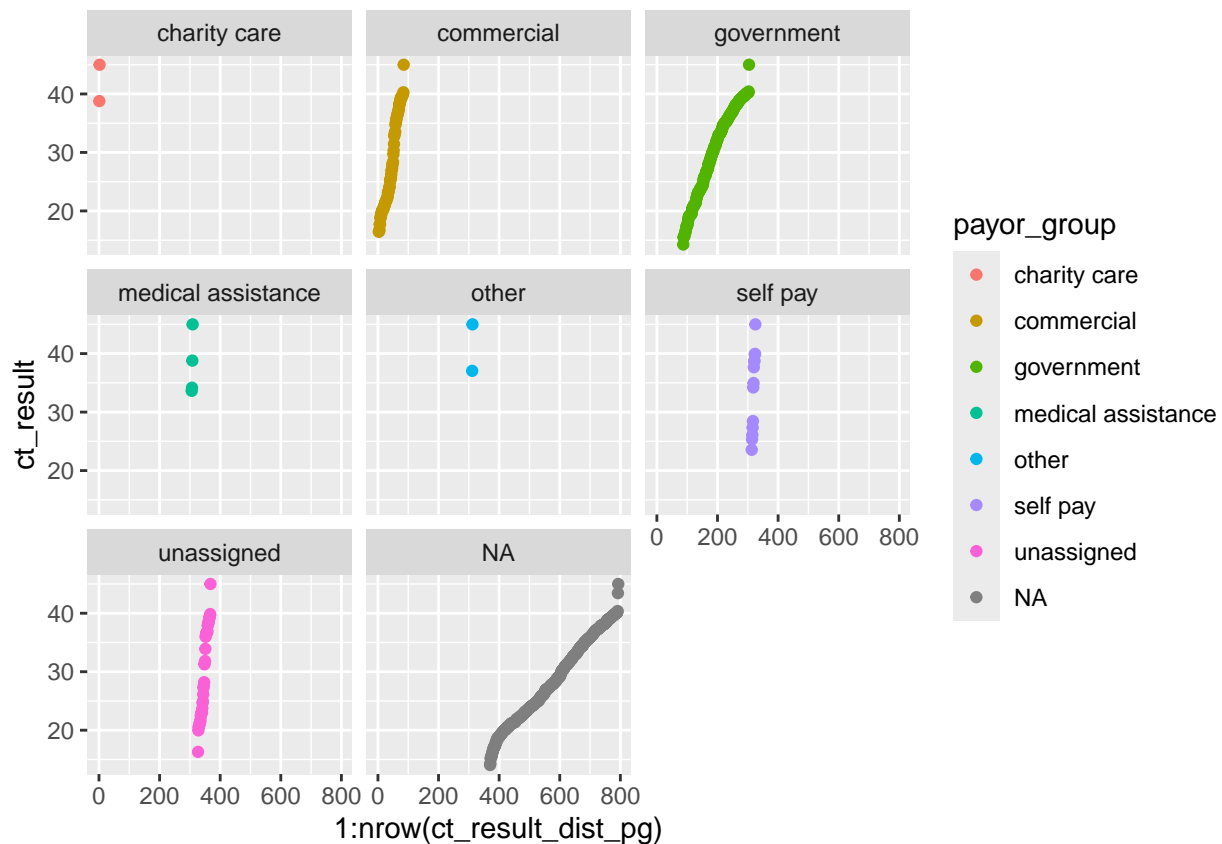 charity care commercial government
40
30
20
medical assistance other self pay
40
30
20
0 200 400 600 800
unassigned NA
40
30
20
0 200 400 600 800 0 200 400 600 800
ct_result
1:nrow(ct_result_dist_pg)
payor_group
charity care
commercial
government
medical assistance
other
self pay
unassigned
NA